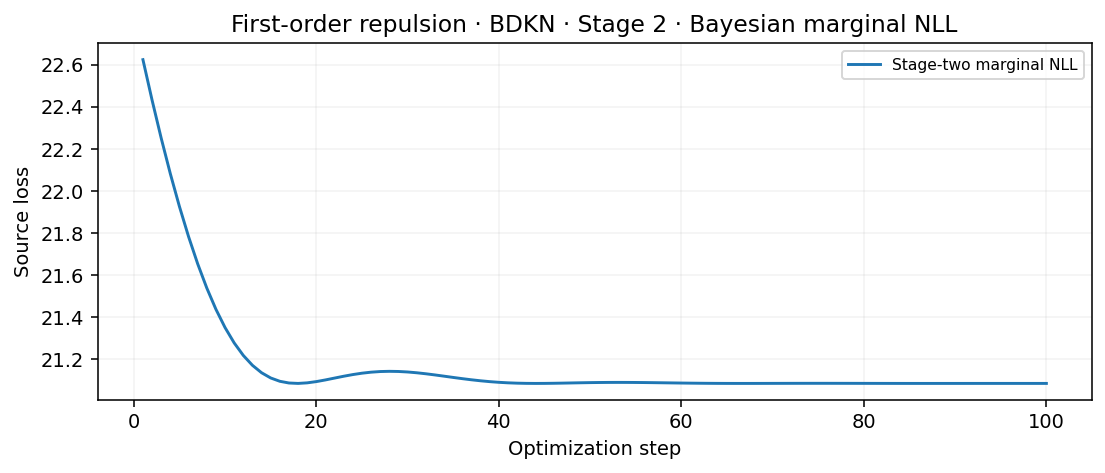 First-order repulsion · BDKN · Stage 2 · Bayesian marginal NLL
Stage-two marginal NLL
Source loss
22.6
22.4
22.2
22.0
21.8
21.6
21.4
21.2
0 20 40 60 80 100
Optimization step